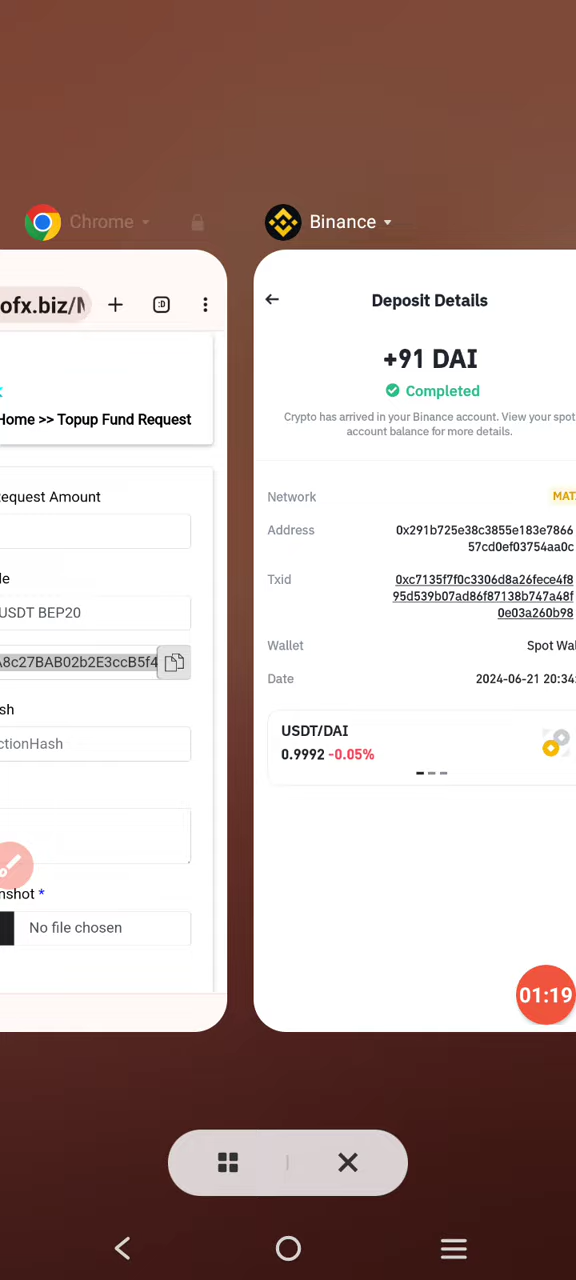 Chrome
Binance
ofx.biz/
:D
Home >> Topup Fund Request
Request Amount
USDT BEP20
A8c27BAB02b2E3ccB5f4
sh
ctionHash
nshot *
No file chosen
Deposit Details
+91 DAI
Completed
Crypto has arrived in your Binance account. View your spot
account balance for more details.
Network
MAT
Address
0x291b725e38c3855e183e7866
57cd0ef03754aa0c
Txid
0xc7135f7f0c3306d8a26fece4f8
95d539b07ad86f87138b747a48f
0e03a260b98
Wallet
Spot Wal
Date
2024-06-21 20:34:
USDT/DAI
0.9992 -0.05%
01:19